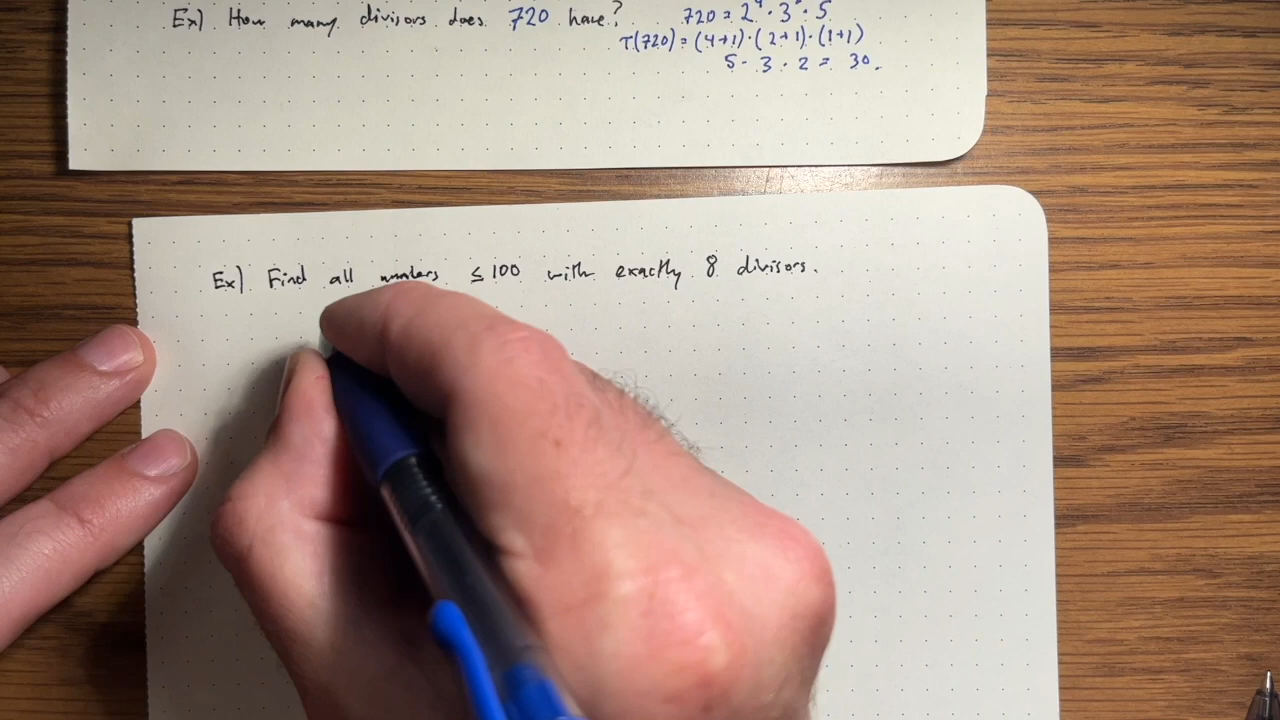 Ex) How many divisors does 720 have? 720 = 2⁴ · 3² · 5
τ(720) = (4+1)·(2+1)·(1+1)
5 · 3 · 2 = 30.
Ex) Find all numbers ≤ 100 with exactly 8 divisors.